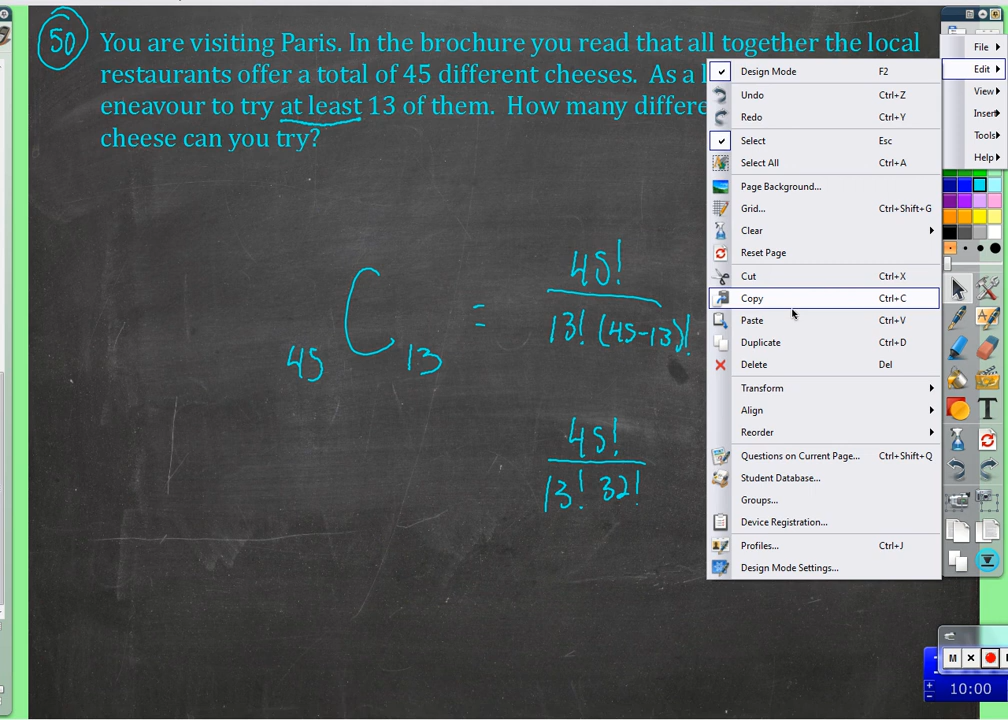 50 You are visiting Paris. In the brochure you read that all together the local
restaurants offer a total of 45 different cheeses. As a
eneavour to try at least 13 of them. How many differe
cheese can you try?
45 C 13 = 45! / 13! (45-13)!
45! / 13! 32!
File
Edit
View
Insert
Tools
Help
Design Mode F2
Undo Ctrl+Z
Redo Ctrl+Y
Select Esc
Select All Ctrl+A
Page Background...
Grid... Ctrl+Shift+G
Clear
Reset Page
Cut Ctrl+X
Copy Ctrl+C
Paste Ctrl+V
Duplicate Ctrl+D
Delete Del
Transform
Align
Reorder
Questions on Current Page... Ctrl+Shift+Q
Student Database...
Groups...
Device Registration...
Profiles... Ctrl+J
Design Mode Settings...
T
M
10:00